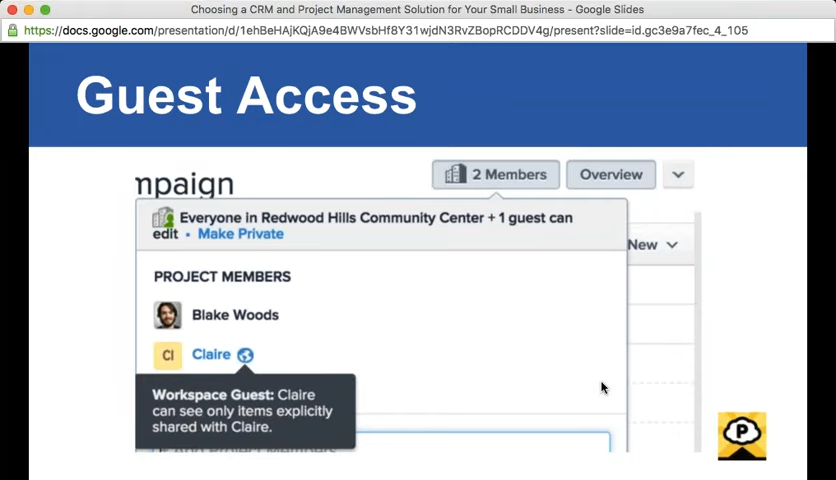 Choosing a CRM and Project Management Solution for Your Small Business - Google Slides
https://docs.google.com/presentation/d/1ehBeHAjKQjA9e4BWVsbHf8Y31wjdN3RvZBopRCDDV4g/present?slide=id.gc3e9a7fec_4_105
Guest Access
mpaign
2 Members
Overview
Everyone in Redwood Hills Community Center + 1 guest can
edit • Make Private
New
PROJECT MEMBERS
Blake Woods
Cl Claire
Workspace Guest: Claire
can see only items explicitly
shared with Claire.
P